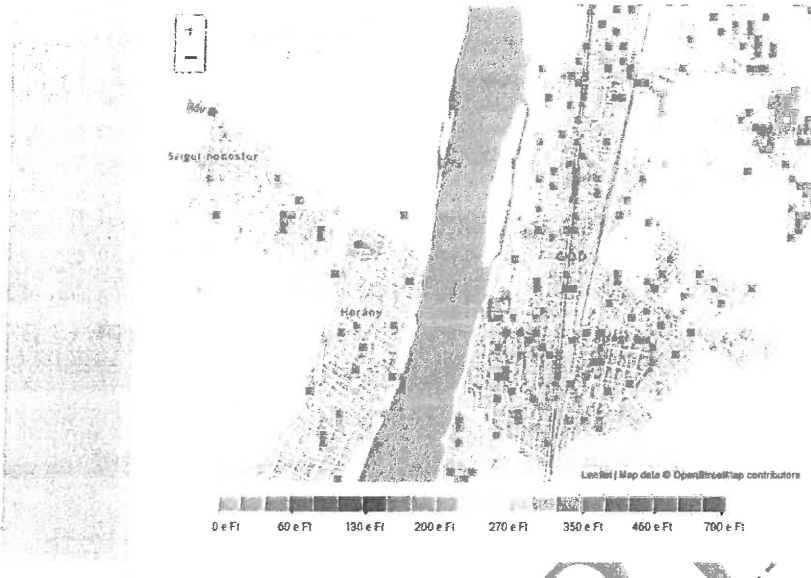 +
−
Horány
GÖD
Leaflet | Map data © OpenStreetMap contributors
0 e Ft 60 e Ft 130 e Ft 200 e Ft 270 e Ft 350 e Ft 460 e Ft 700 e Ft